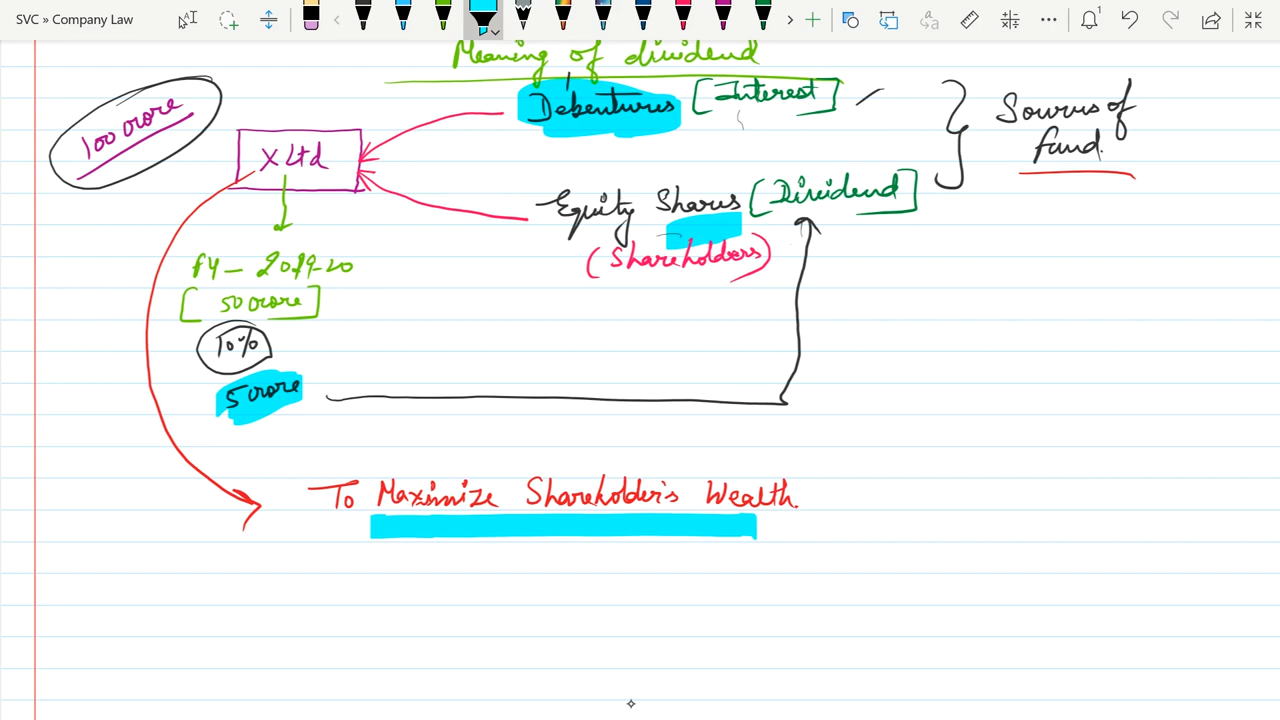 SVC » Company Law
Meaning of dividend
Debentures [Interest]
100 crore
Sources of
fund.
X Ltd
Equity Shares [Dividend]
(Shareholders)
FY - 2019-20
[50 crore]
10%
5 crore
To Maximize Shareholder's Wealth.